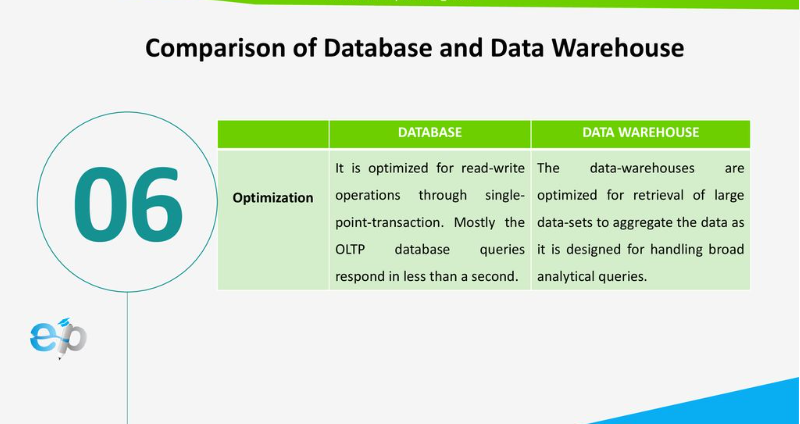 Comparison of Database and Data Warehouse
06
DATABASE
DATA WAREHOUSE
Optimization
It is optimized for read-write
operations through single-
point-transaction. Mostly the
OLTP database queries
respond in less than a second.
The data-warehouses are
optimized for retrieval of large
data-sets to aggregate the data as
it is designed for handling broad
analytical queries.
ep